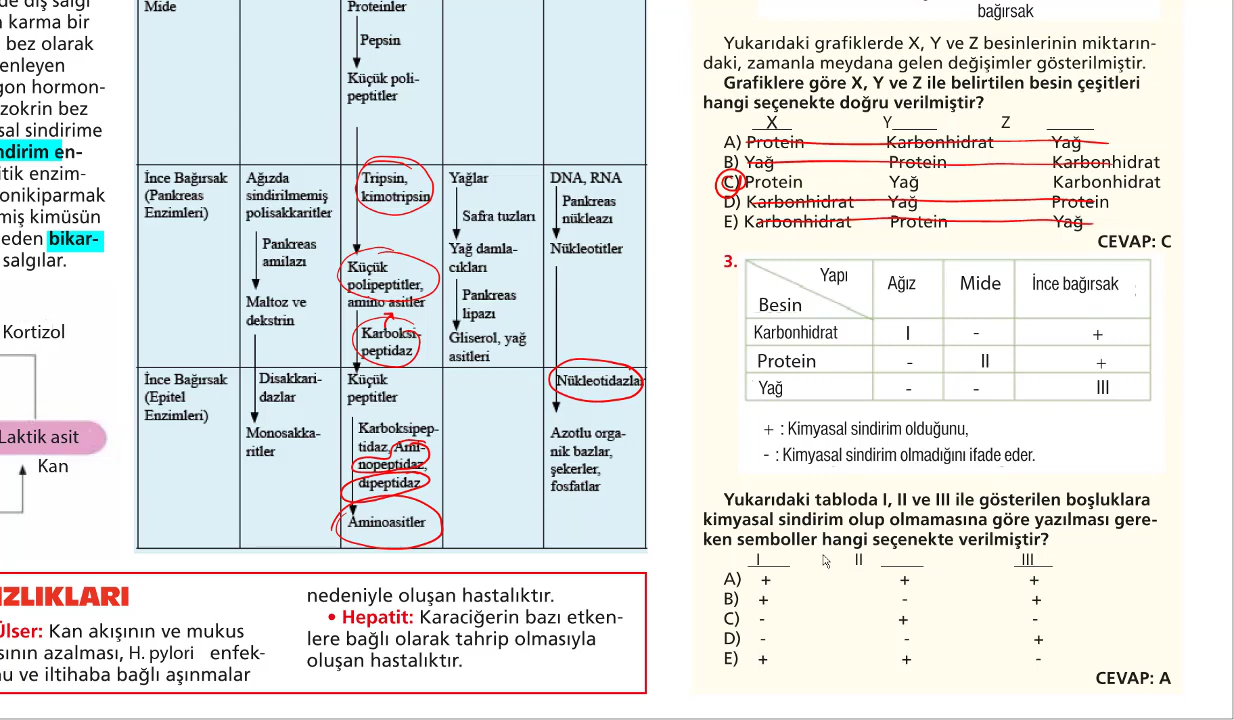 de dış salgı
karma bir
bez olarak
enleyen
gon hormon-
zokrin bez
sal sindirime
ndirim en-
itik enzim-
onikiparmak
miş kimüsün
eden bikar-
salgılar.
Kortizol
Laktik asit
Kan
Mide
Proteinler
Pepsin
Küçük poli-
peptitler
İnce Bağırsak
(Pankreas
Enzimleri)
Ağızda
sindirilmemiş
polisakkaritler
Pankreas
amilazı
Maltoz ve
dekstrin
Tripsin,
kimotripsin
Küçük
polipeptitler,
amino asitler
Karboksi-
peptidaz
Yağlar
Safra tuzları
Yağ damla-
cıkları
Pankreas
lipazı
Gliserol, yağ
asitleri
DNA, RNA
Pankreas
nükleazı
Nükleotitler
İnce Bağırsak
(Epitel
Enzimleri)
Disakkari-
dazlar
Monosakka-
ritler
Küçük
peptitler
Karboksipep-
tidaz, Ami-
nopeptidaz,
dipeptidaz
Aminoasitler
Nükleotidazlar
Azotlu orga-
nik bazlar,
şekerler,
fosfatlar
IZLIKLARI
Ülser: Kan akışının ve mukus
sının azalması, H. pylori enfek-
nu ve iltihaba bağlı aşınmalar
nedeniyle oluşan hastalıktır.
• Hepatit: Karaciğerin bazı etken-
lere bağlı olarak tahrip olmasıyla
oluşan hastalıktır.
bağırsak
Yukarıdaki grafiklerde X, Y ve Z besinlerinin miktarın-
daki, zamanla meydana gelen değişimler gösterilmiştir.
Grafiklere göre X, Y ve Z ile belirtilen besin çeşitleri
hangi seçenekte doğru verilmiştir?
X Y Z
A) Protein Karbonhidrat Yağ
B) Yağ Protein Karbonhidrat
C) Protein Yağ Karbonhidrat
D) Karbonhidrat Yağ Protein
E) Karbonhidrat Protein Yağ
CEVAP: C
3.
Yapı Ağız Mide İnce bağırsak
Besin
Karbonhidrat I - +
Protein - II +
Yağ - - III
+ : Kimyasal sindirim olduğunu,
- : Kimyasal sindirim olmadığını ifade eder.
Yukarıdaki tabloda I, II ve III ile gösterilen boşluklara
kimyasal sindirim olup olmamasına göre yazılması gere-
ken semboller hangi seçenekte verilmiştir?
I II III
A) + + +
B) + - +
C) - + -
D) - - +
E) + + -
CEVAP: A